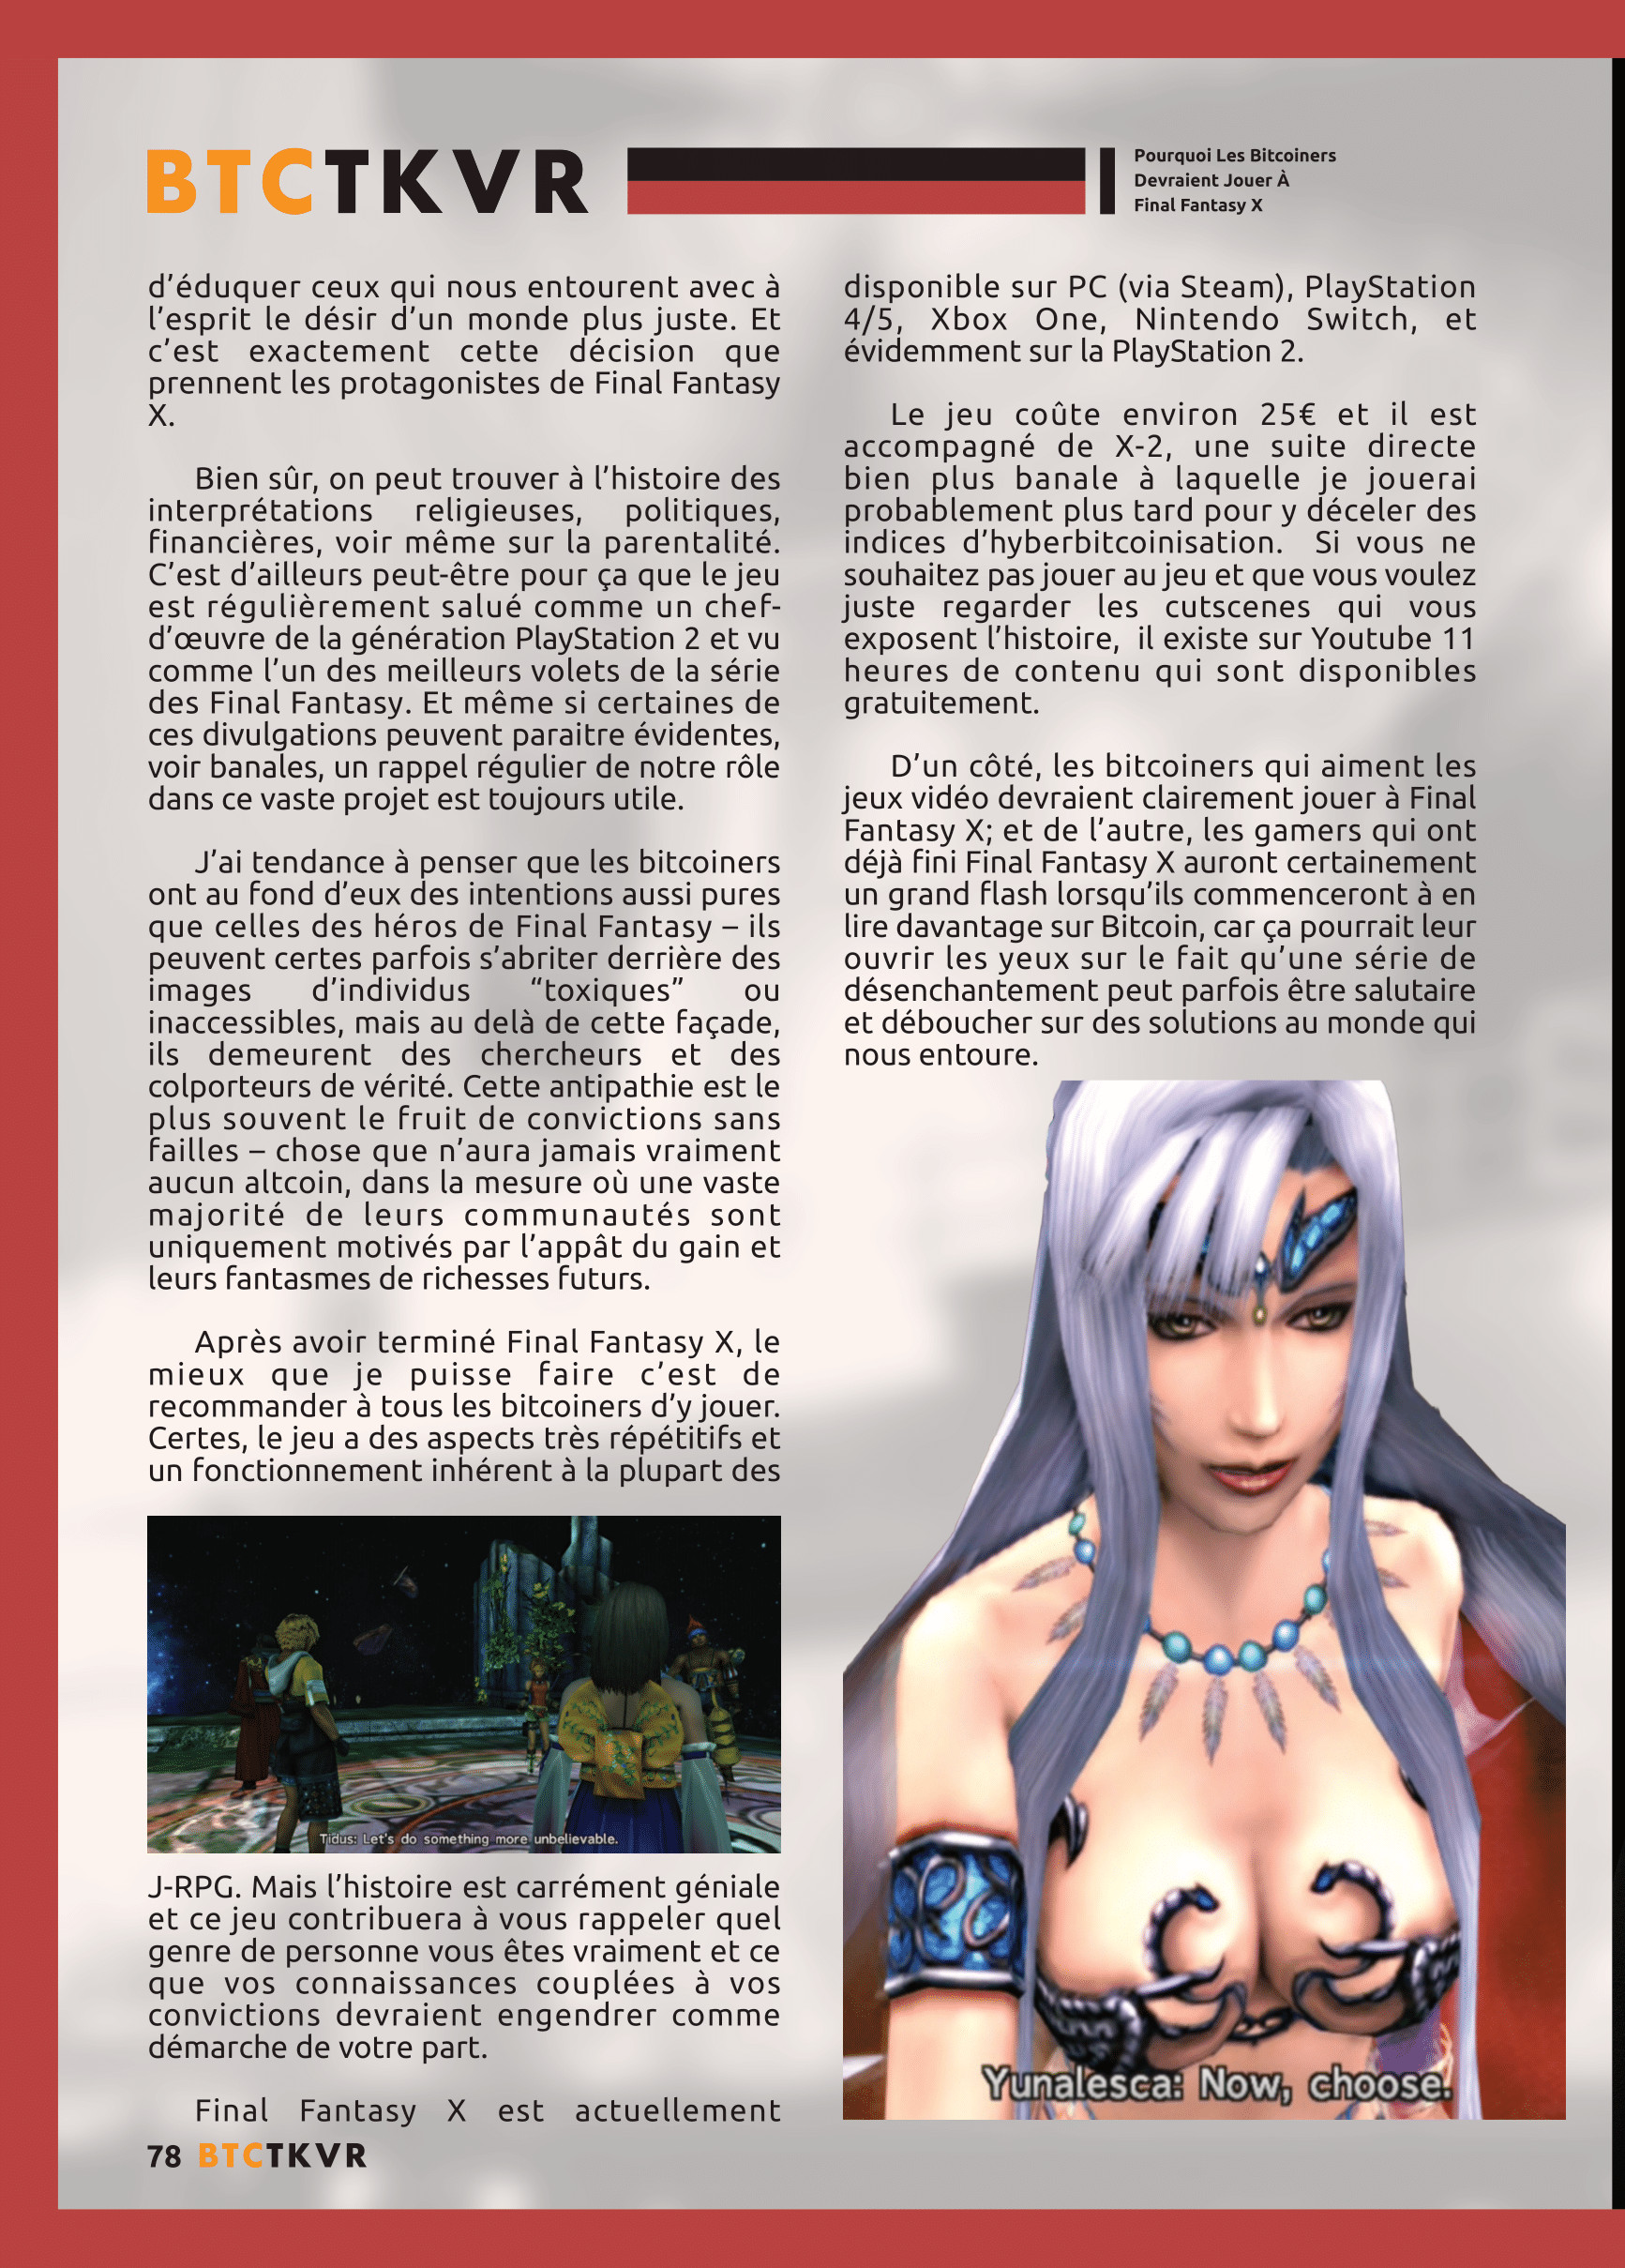 BTCTKVR
Pourquoi Les Bitcoiners
Devraient Jouer À
Final Fantasy X
d’éduquer ceux qui nous entourent avec à
l’esprit le désir d’un monde plus juste. Et
c’est exactement cette décision que
prennent les protagonistes de Final Fantasy
X.
Bien sûr, on peut trouver à l’histoire des
interprétations religieuses, politiques,
financières, voir même sur la parentalité.
C’est d’ailleurs peut-être pour ça que le jeu
est régulièrement salué comme un chef-
d’œuvre de la génération PlayStation 2 et vu
comme l’un des meilleurs volets de la série
des Final Fantasy. Et même si certaines de
ces divulgations peuvent paraitre évidentes,
voir banales, un rappel régulier de notre rôle
dans ce vaste projet est toujours utile.
J’ai tendance à penser que les bitcoiners
ont au fond d’eux des intentions aussi pures
que celles des héros de Final Fantasy – ils
peuvent certes parfois s’abriter derrière des
images d’individus “toxiques” ou
inaccessibles, mais au delà de cette façade,
ils demeurent des chercheurs et des
colporteurs de vérité. Cette antipathie est le
plus souvent le fruit de convictions sans
failles – chose que n’aura jamais vraiment
aucun altcoin, dans la mesure où une vaste
majorité de leurs communautés sont
uniquement motivés par l’appât du gain et
leurs fantasmes de richesses futurs.
Après avoir terminé Final Fantasy X, le
mieux que je puisse faire c’est de
recommander à tous les bitcoiners d’y jouer.
Certes, le jeu a des aspects très répétitifs et
un fonctionnement inhérent à la plupart des
Tidus: Let's do something more unbelievable.
J-RPG. Mais l’histoire est carrément géniale
et ce jeu contribuera à vous rappeler quel
genre de personne vous êtes vraiment et ce
que vos connaissances couplées à vos
convictions devraient engendrer comme
démarche de votre part.
Final Fantasy X est actuellement
disponible sur PC (via Steam), PlayStation
4/5, Xbox One, Nintendo Switch, et
évidemment sur la PlayStation 2.
Le jeu coûte environ 25€ et il est
accompagné de X-2, une suite directe
bien plus banale à laquelle je jouerai
probablement plus tard pour y déceler des
indices d’hyberbitcoinisation. Si vous ne
souhaitez pas jouer au jeu et que vous voulez
juste regarder les cutscenes qui vous
exposent l’histoire, il existe sur Youtube 11
heures de contenu qui sont disponibles
gratuitement.
D’un côté, les bitcoiners qui aiment les
jeux vidéo devraient clairement jouer à Final
Fantasy X; et de l’autre, les gamers qui ont
déjà fini Final Fantasy X auront certainement
un grand flash lorsqu’ils commenceront à en
lire davantage sur Bitcoin, car ça pourrait leur
ouvrir les yeux sur le fait qu’une série de
désenchantement peut parfois être salutaire
et déboucher sur des solutions au monde qui
nous entoure.
Yunalesca: Now, choose.
78 BTCTKVR